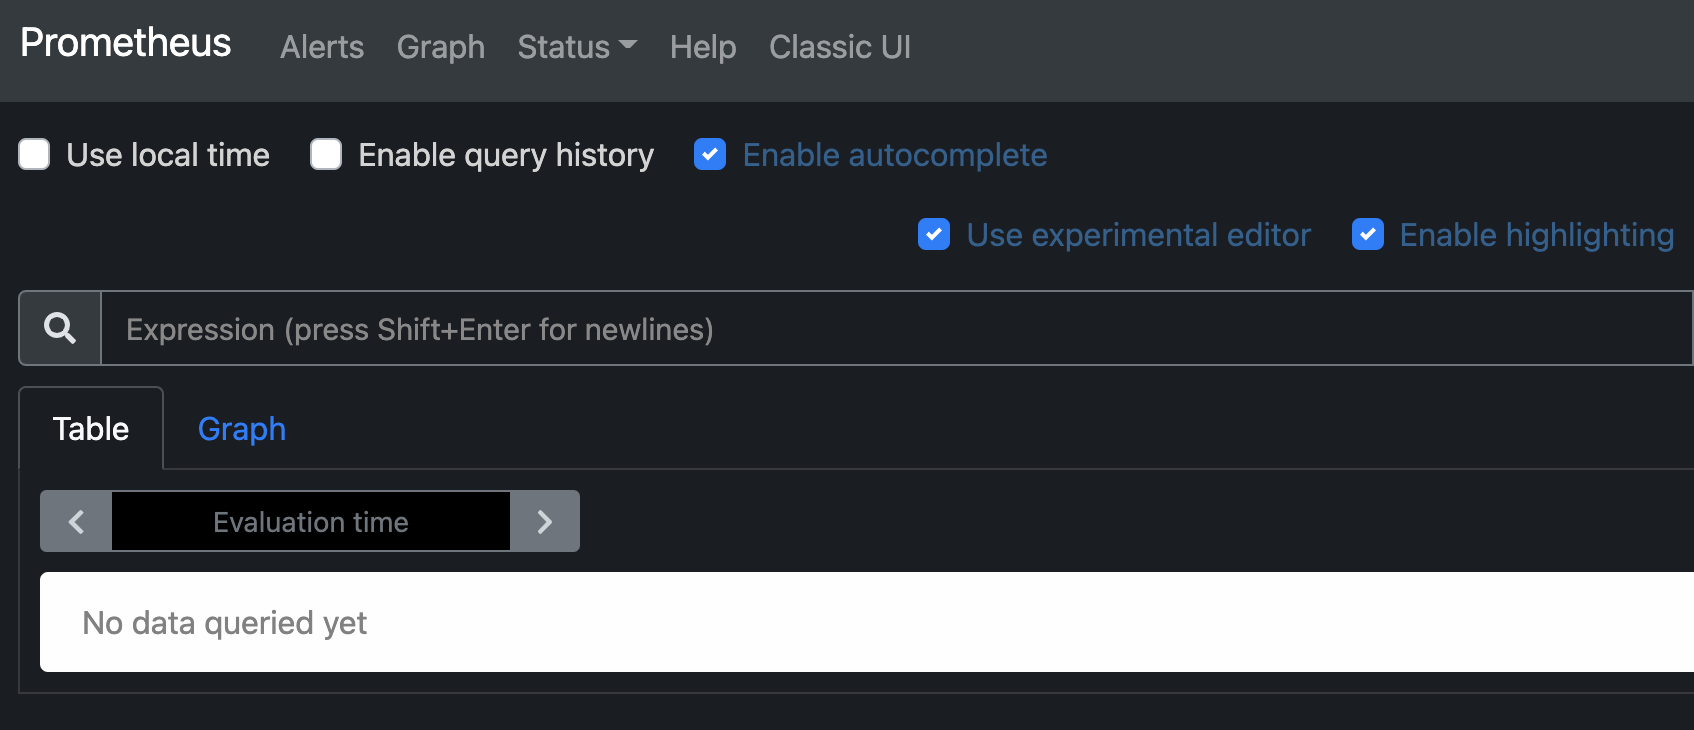 Prometheus Alerts Graph Status Help Classic UI
Use local time Enable query history Enable autocomplete
Use experimental editor Enable highlighting
Expression (press Shift+Enter for newlines)
Table Graph
Evaluation time
No data queried yet